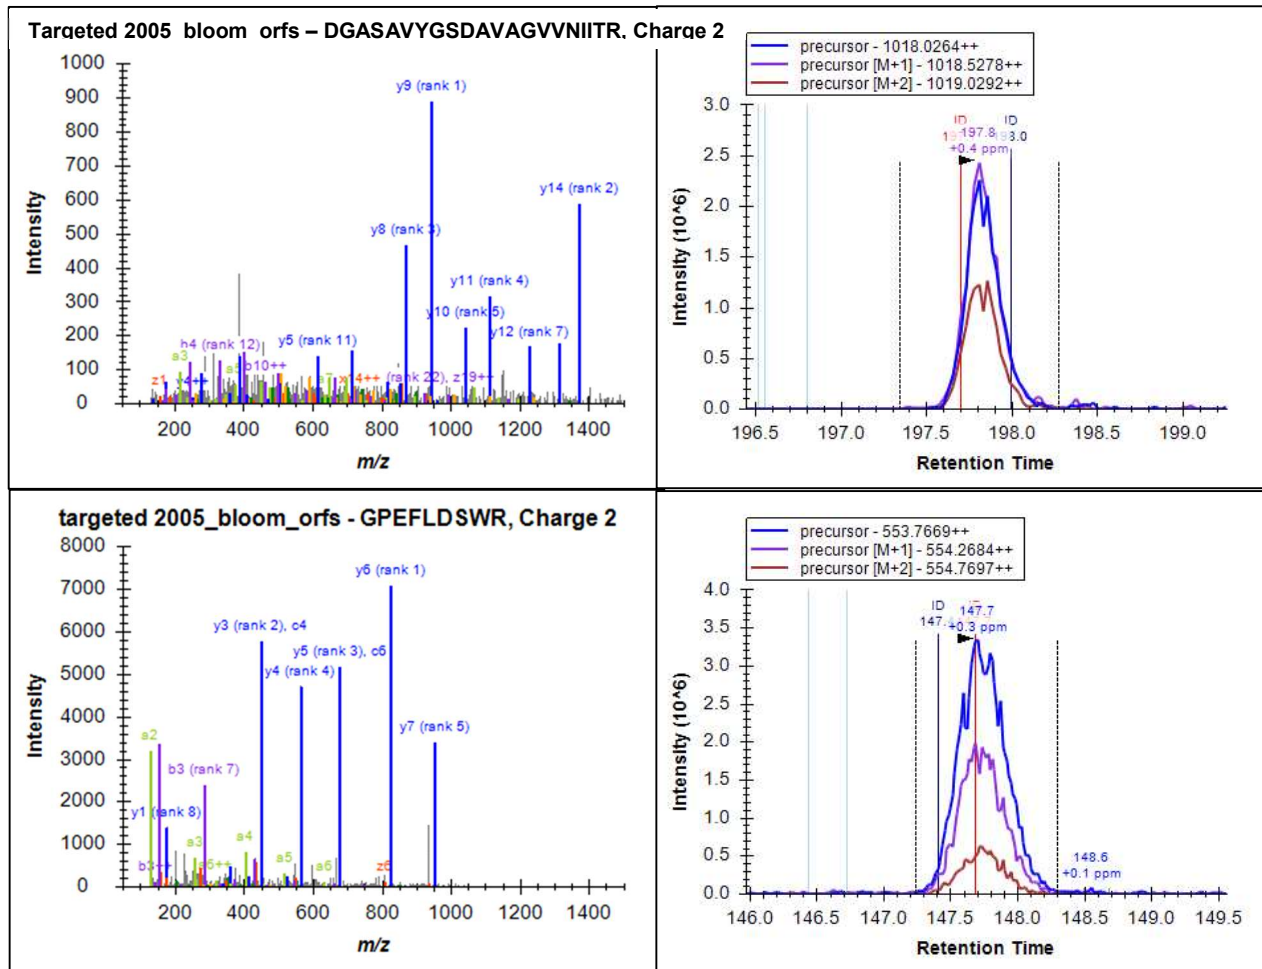 Targeted 2005 bloom orfs – DGASAVYGSDAVAGVVNIITR, Charge 2
1000
900
800
700
600
500
400
300
200
100
0
Intensity
y9 (rank 1)
y14 (rank 2)
y8 (rank 3)
y11 (rank 4)
y10 (rank 5)
y12 (rank 7)
y5 (rank 11)
h4 (rank 12)
a3
b10++
z1
y4++
a7
(rank 22), z19++
200 400 600 800 1000 1200 1400
m/z
precursor - 1018.0264++
precursor [M+1] - 1018.5278++
precursor [M+2] - 1019.0292++
3.0
2.5
2.0
1.5
1.0
0.5
0.0
Intensity (10^6)
ID ID
197.8
+0.4 ppm
196.5 197.0 197.5 198.0 198.5 199.0
Retention Time
targeted 2005_bloom_orfs - GPEFLDSWR, Charge 2
8000
7000
6000
5000
4000
3000
2000
1000
0
Intensity
y6 (rank 1)
y3 (rank 2), c4
y5 (rank 3), c6
y4 (rank 4)
y7 (rank 5)
a2
b3 (rank 7)
y1 (rank 8)
a4
a3
b3++
a6++
a5
a6
z6
200 400 600 800 1000 1200 1400
m/z
precursor - 553.7669++
precursor [M+1] - 554.2684++
precursor [M+2] - 554.7697++
4.0
3.5
3.0
2.5
2.0
1.5
1.0
0.5
0.0
Intensity (10^6)
ID ID
147.7
+0.3 ppm
148.6
+0.1 ppm
146.0 146.5 147.0 147.5 148.0 148.5 149.0 149.5
Retention Time